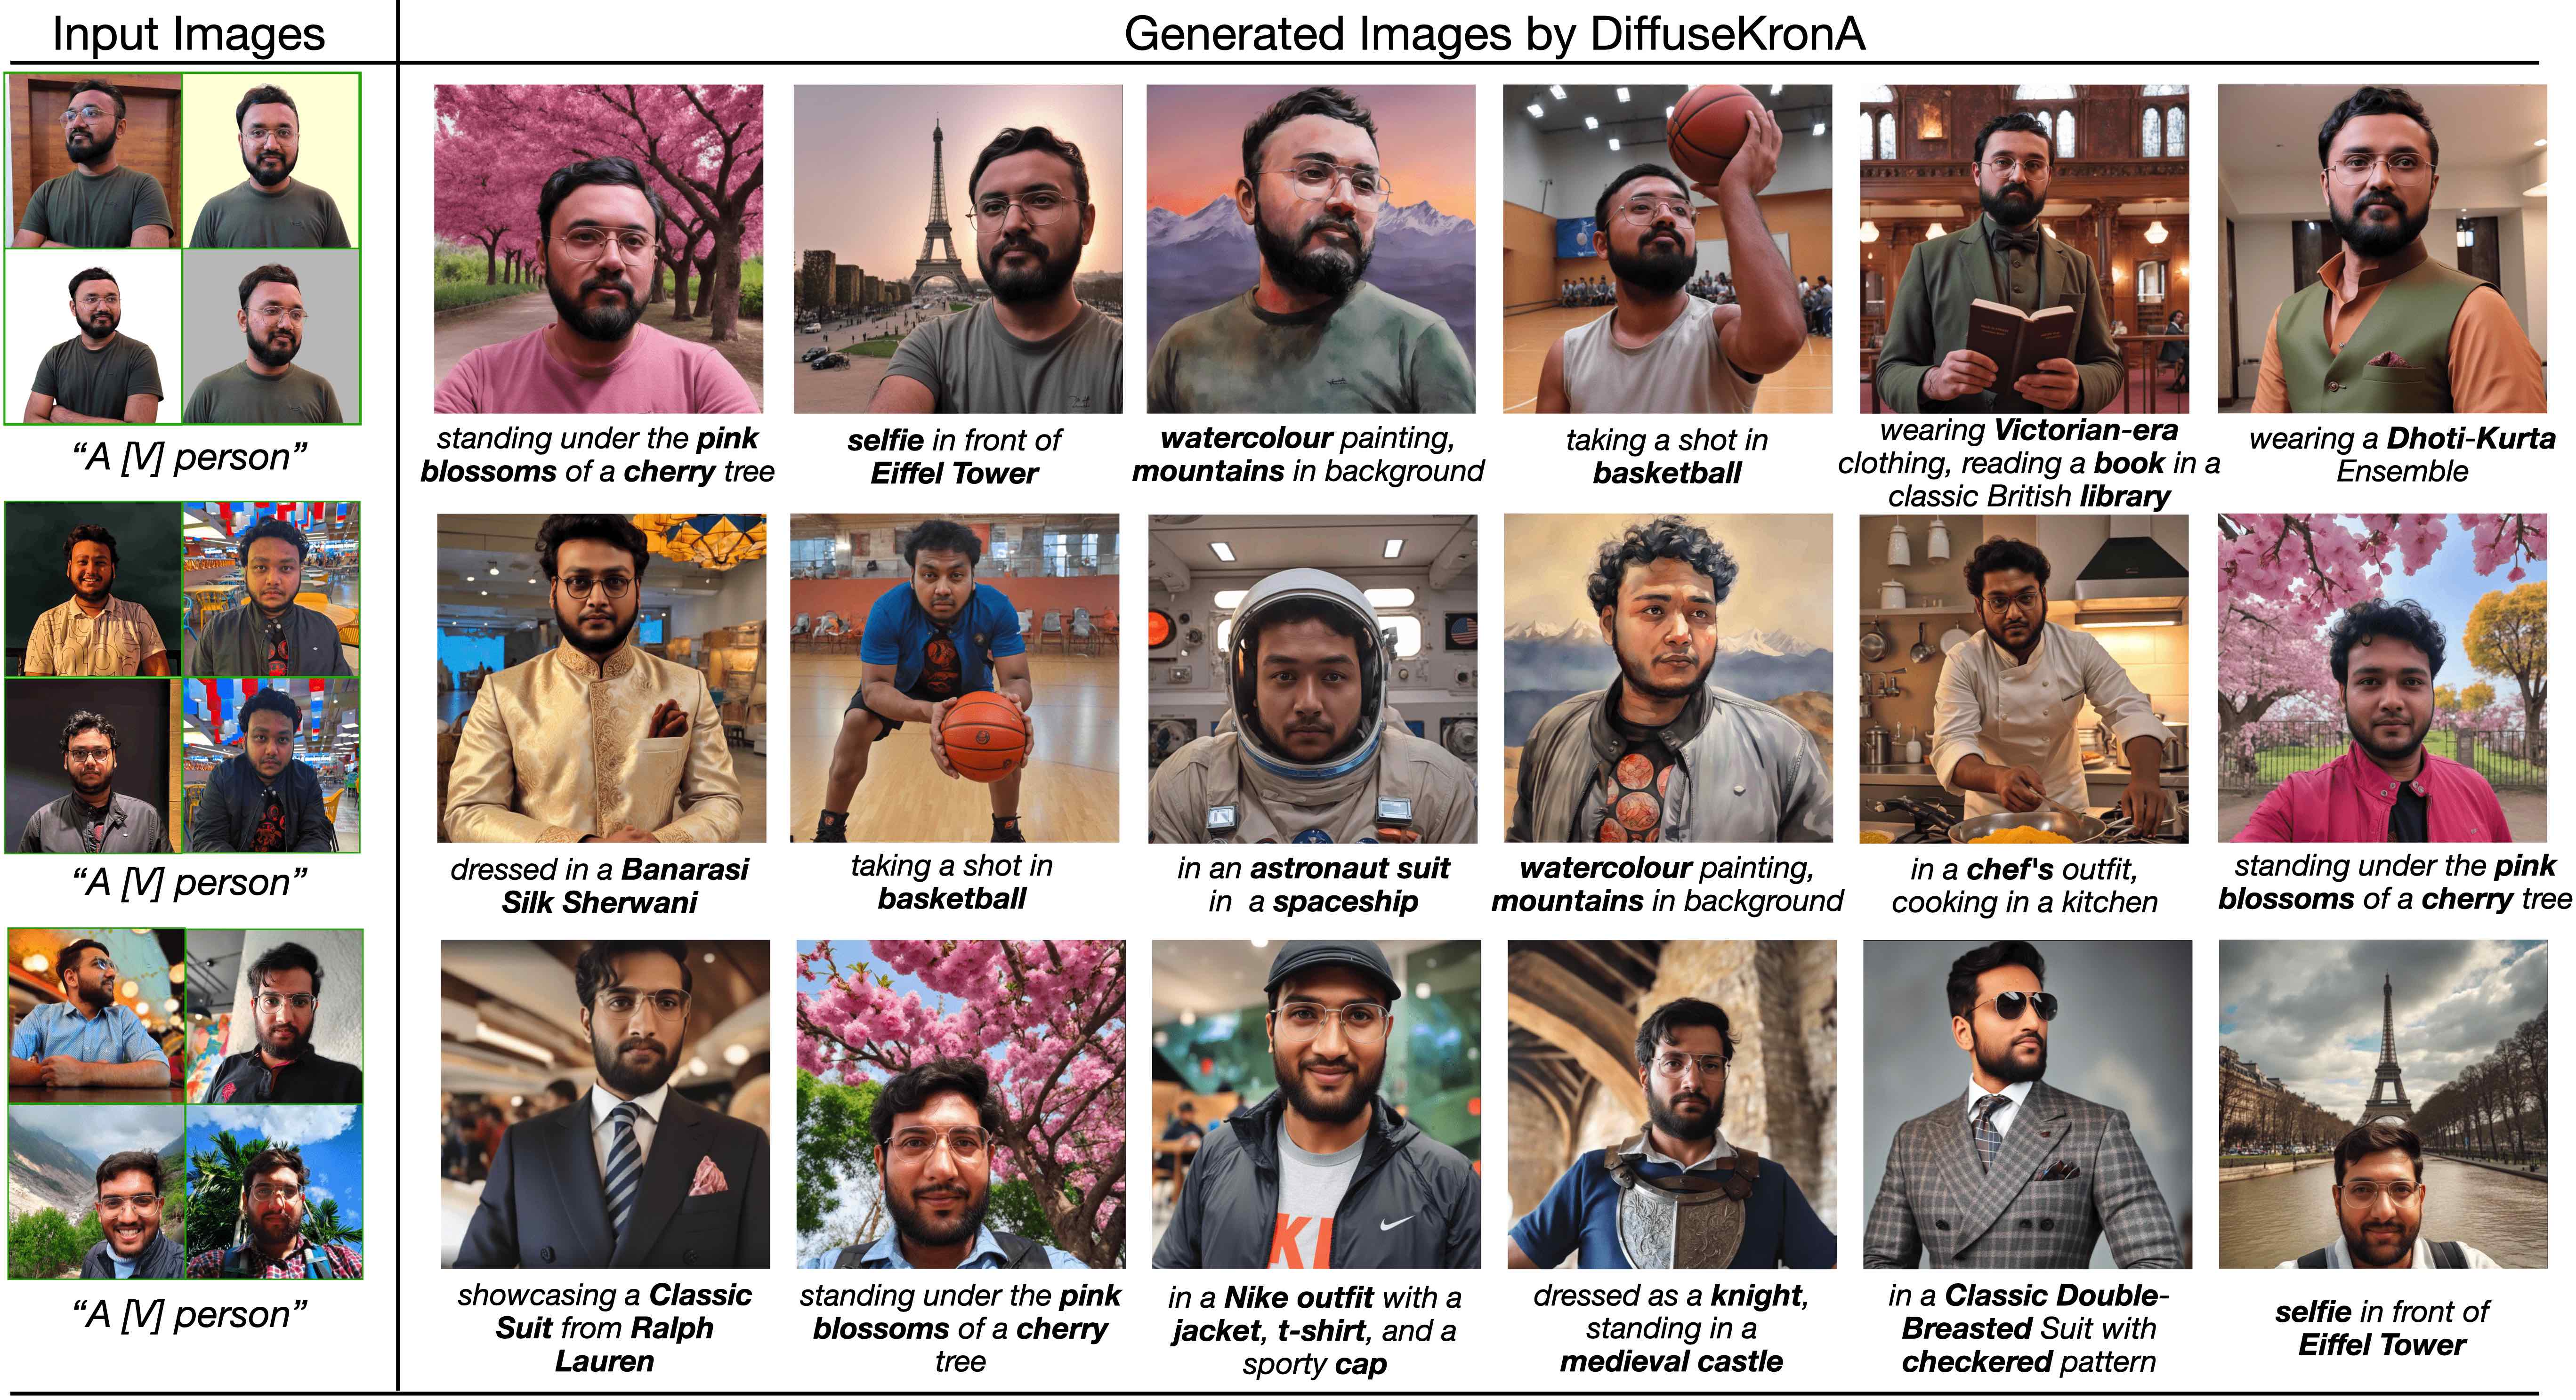 Input Images
Generated Images by DiffuseKronA
“A [V] person”
standing under the pink
blossoms of a cherry tree
selfie in front of
Eiffel Tower
watercolour painting,
mountains in background
taking a shot in
basketball
wearing Victorian-era
clothing, reading a book in a
classic British library
wearing a Dhoti-Kurta
Ensemble
“A [V] person”
dressed in a Banarasi
Silk Sherwani
taking a shot in
basketball
in an astronaut suit
in a spaceship
watercolour painting,
mountains in background
in a chef's outfit,
cooking in a kitchen
standing under the pink
blossoms of a cherry tree
“A [V] person”
KI
showcasing a Classic
Suit from Ralph
Lauren
standing under the pink
blossoms of a cherry
tree
in a Nike outfit with a
jacket, t-shirt, and a
sporty cap
dressed as a knight,
standing in a
medieval castle
in a Classic Double-
Breasted Suit with
checkered pattern
selfie in front of
Eiffel Tower